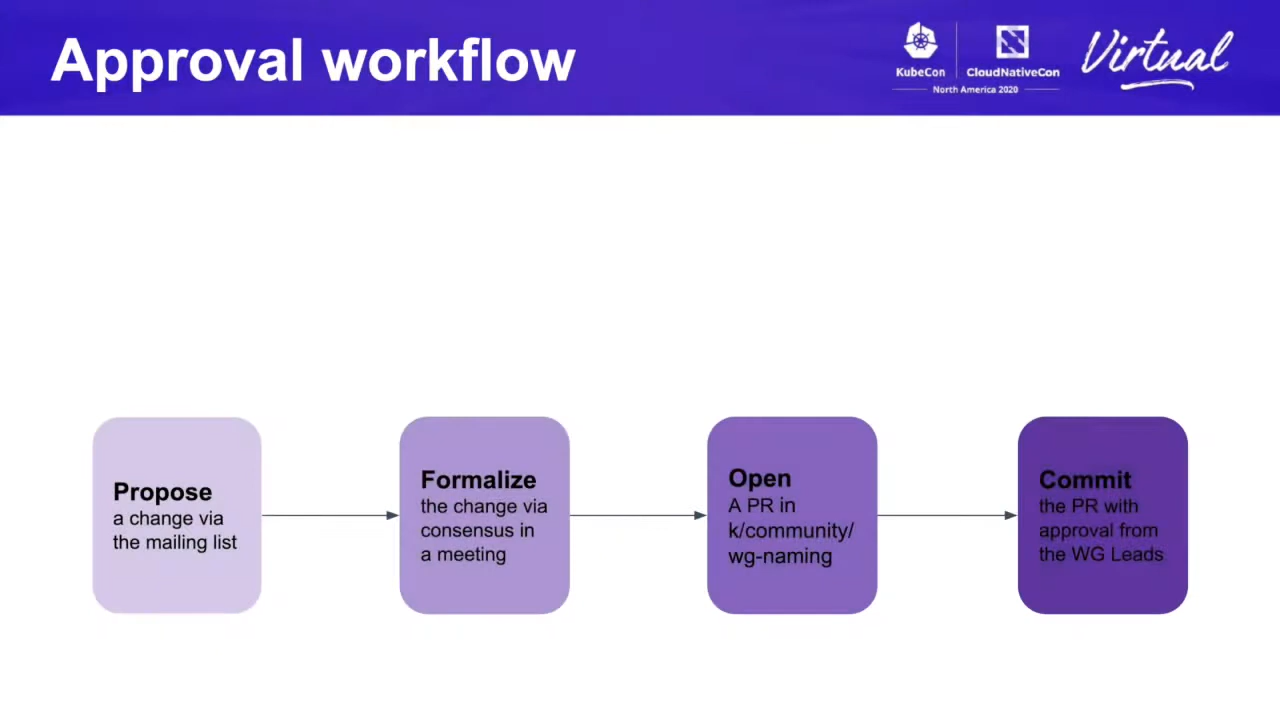 Approval workflow
KubeCon
CloudNativeCon
North America 2020
Virtual
Propose
a change via
the mailing list
Formalize
the change via
consensus in
a meeting
Open
A PR in
k/community/
wg-naming
Commit
the PR with
approval from
the WG Leads